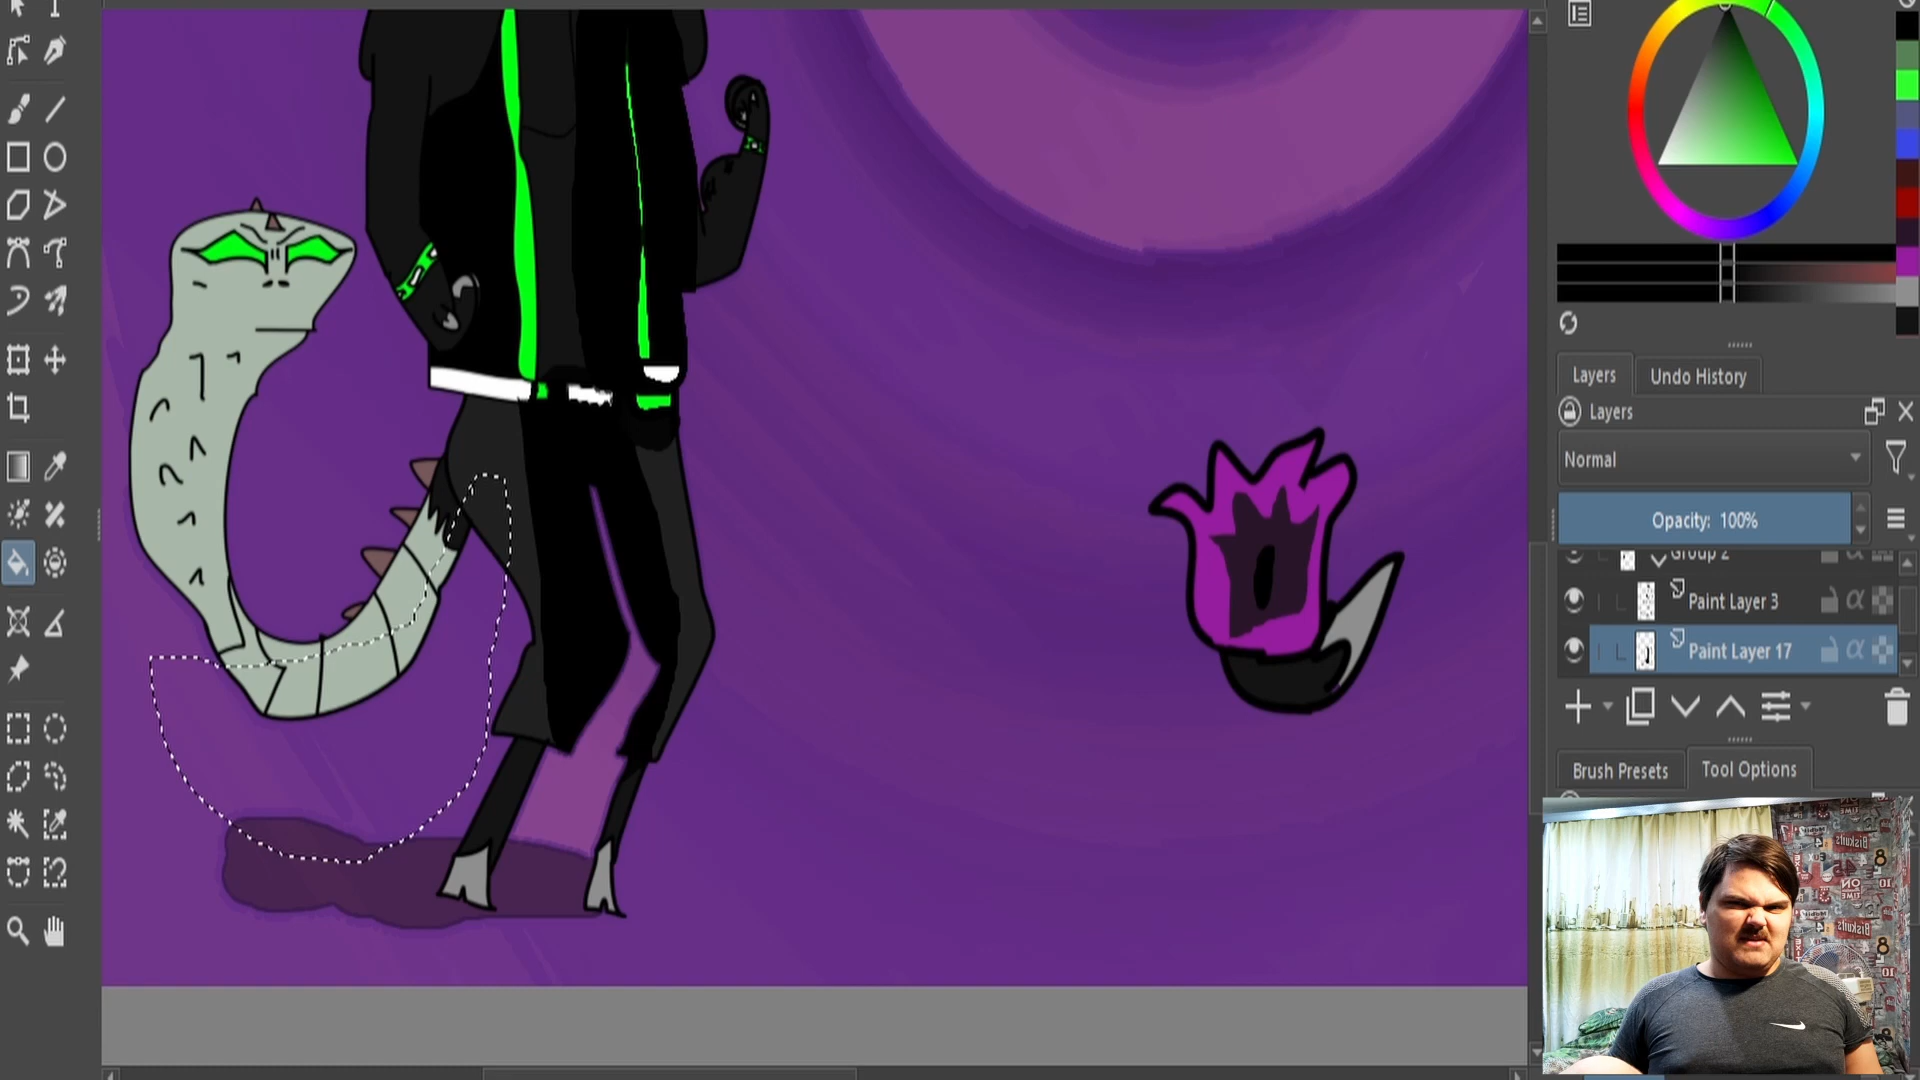 Layers
Undo History
Layers
Normal
Opacity: 100%
Group 2
Paint Layer 3
Paint Layer 17
Brush Presets
Tool Options